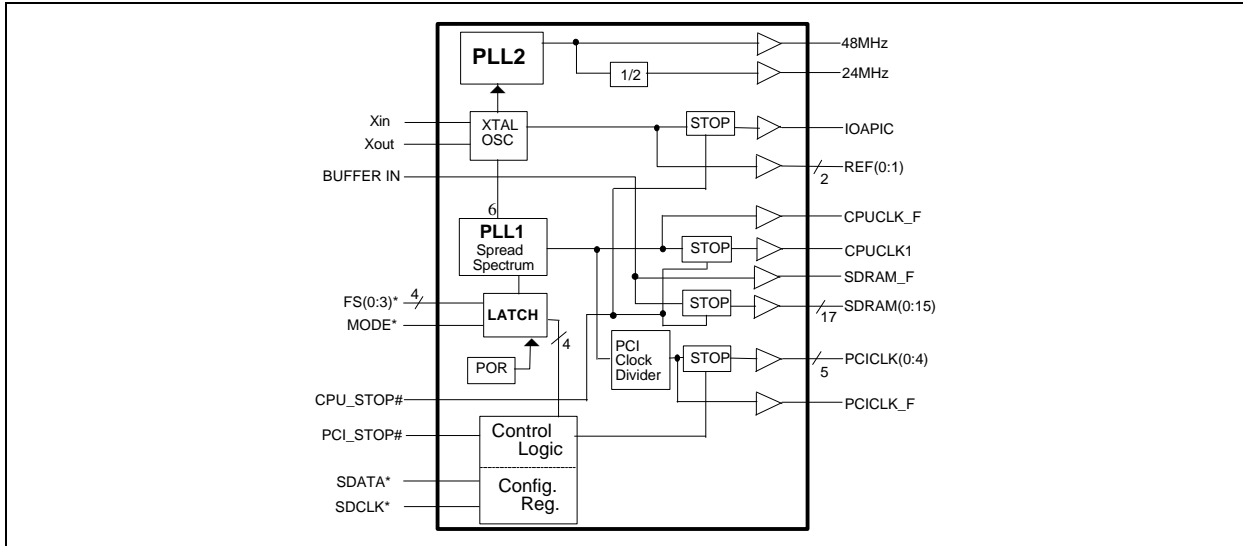 PLL2
48MHz
1/2
24MHz
Xin
Xout
XTAL
OSC
STOP
IOAPIC
REF(0:1)
2
BUFFER IN
6
PLL1
Spread
Spectrum
CPUCLK_F
STOP
CPUCLK1
SDRAM_F
FS(0:3)*
4
MODE*
LATCH
4
STOP
SDRAM(0:15)
17
POR
PCI
Clock
Divider
STOP
PCICLK(0:4)
5
CPU_STOP#
PCICLK_F
PCI_STOP#
Control
Logic
SDATA*
SDCLK*
Config.
Reg.